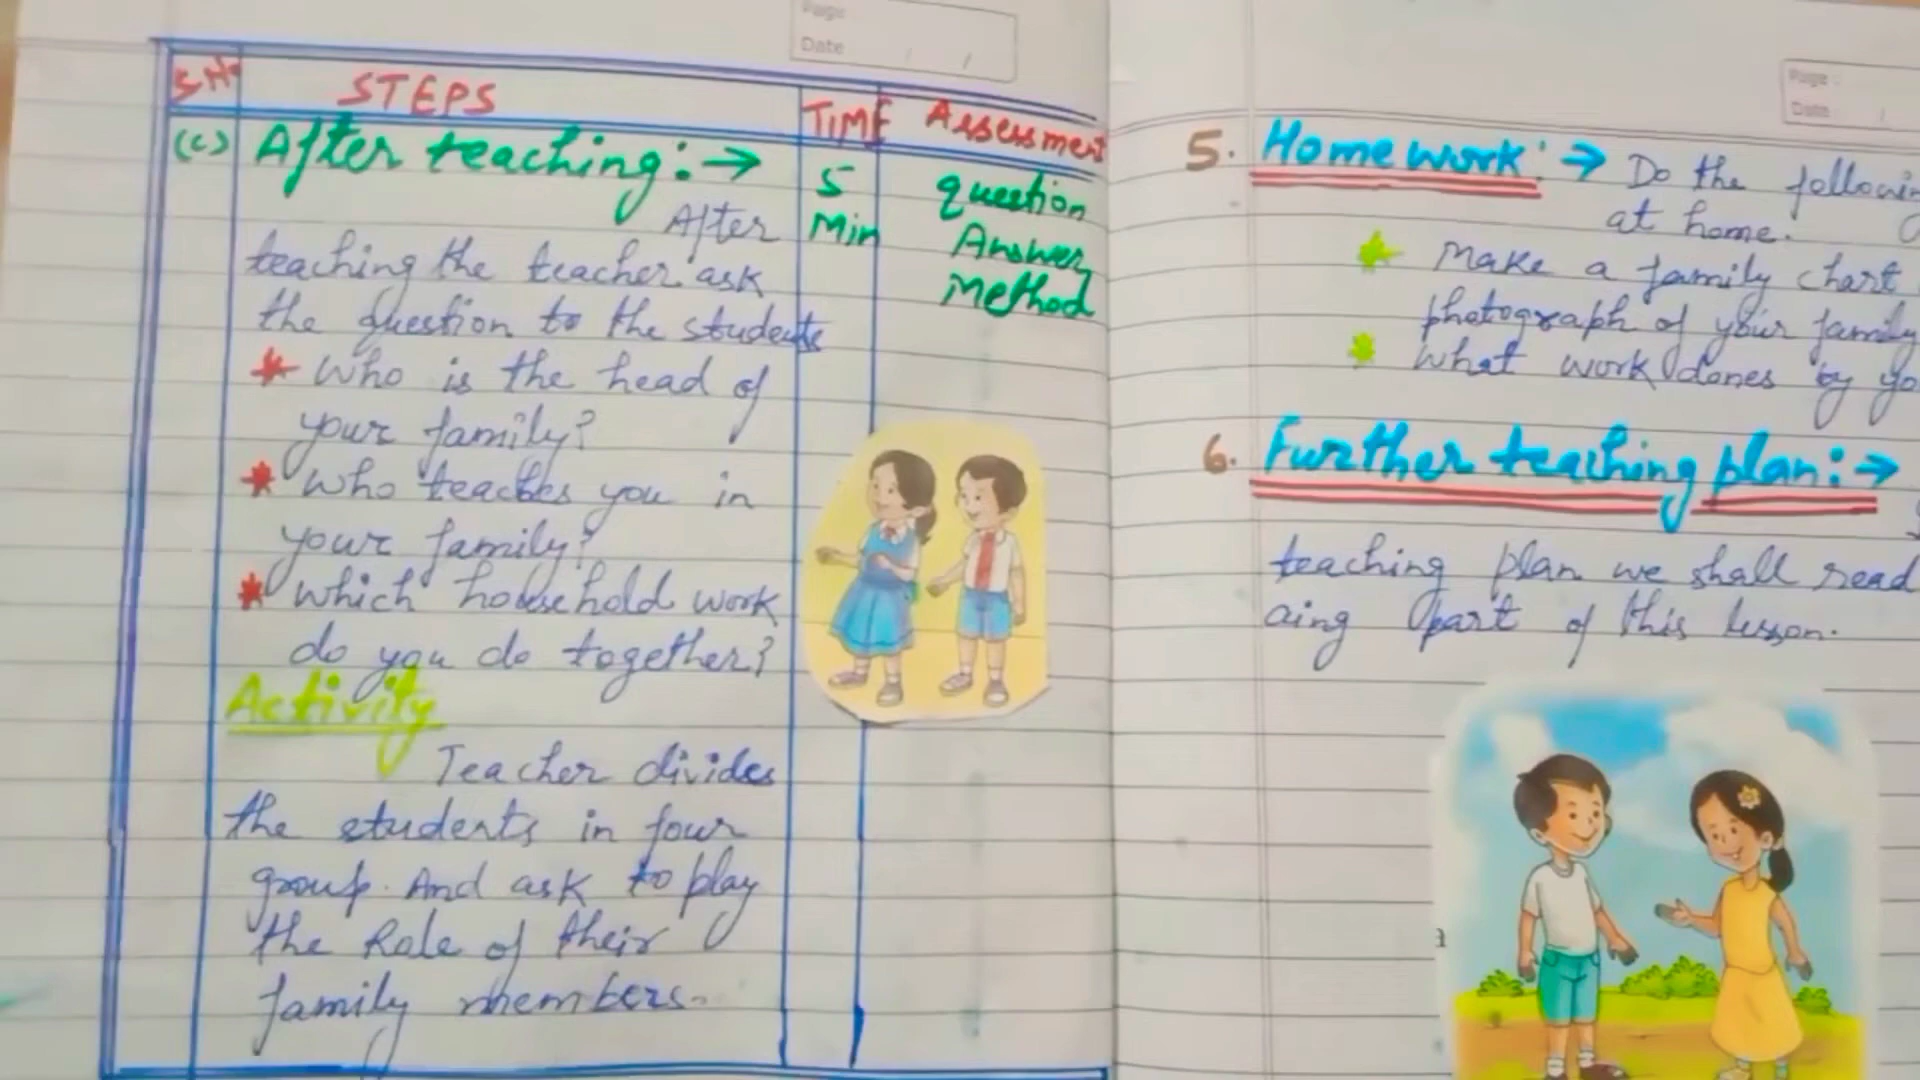 Page
Date / /
S.No STEPS TIME Assessment
(c) After teaching:→ 5 Min question Answer Method
After
teaching the teacher ask
the question to the students
* Who is the head of
your family?
* Who teaches you in
your family?
* Which household work
do you do together?
Activity
Teacher divides
the students in four
group. And ask to play
the Role of their
family members.
Page :
Date : /
5. Home work:→ Do the
at home.
* Make a family chart
photograph of your family
* What work dones by
6. Further teaching plan:→
teaching plan we shall read
aing part of this lesson.